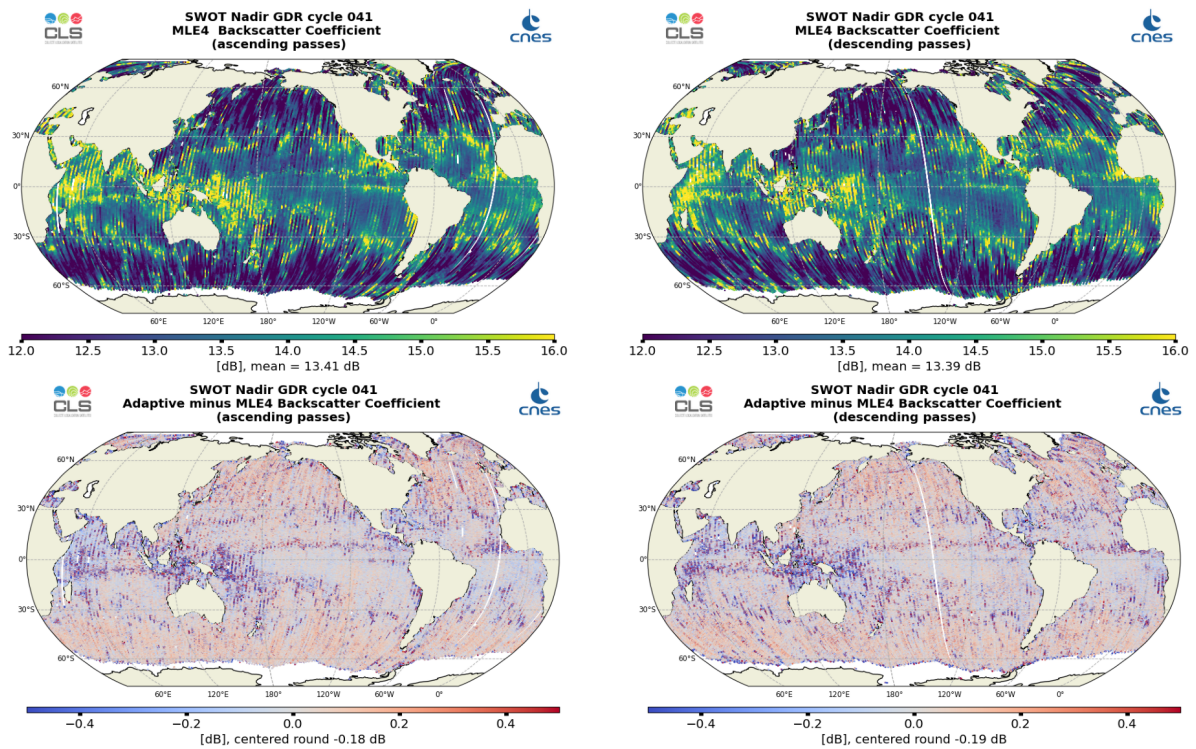 SWOT Nadir GDR cycle 041
MLE4 Backscatter Coefficient
(ascending passes)
CLS
cnes
60°N
30°N
0°
30°S
60°S
60°E 120°E 180° 120°W 60°W 0°
12.0 12.5 13.0 13.5 14.0 14.5 15.0 15.5 16.0
[dB], mean = 13.41 dB
SWOT Nadir GDR cycle 041
MLE4 Backscatter Coefficient
(descending passes)
CLS
cnes
60°N
30°N
0°
30°S
60°S
60°E 120°E 180° 120°W 60°W 0°
12.0 12.5 13.0 13.5 14.0 14.5 15.0 15.5 16.0
[dB], mean = 13.39 dB
SWOT Nadir GDR cycle 041
Adaptive minus MLE4 Backscatter Coefficient
(ascending passes)
CLS
cnes
60°N
30°N
0°
30°S
60°S
60°E 120°E 180° 120°W 60°W 0°
−0.4 −0.2 0.0 0.2 0.4
[dB], centered round -0.18 dB
SWOT Nadir GDR cycle 041
Adaptive minus MLE4 Backscatter Coefficient
(descending passes)
CLS
cnes
60°N
30°N
0°
30°S
60°S
60°E 120°E 180° 120°W 60°W 0°
−0.4 −0.2 0.0 0.2 0.4
[dB], centered round -0.19 dB